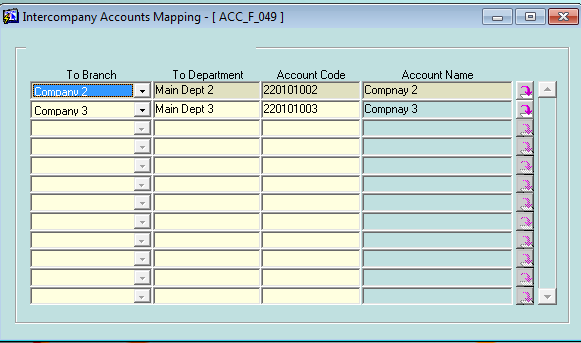 Intercompany Accounts Mapping - [ ACC_F_049 ]
To Branch To Department Account Code Account Name
Company 2 Main Dept 2 220101002 Compnay 2
Company 3 Main Dept 3 220101003 Compnay 3